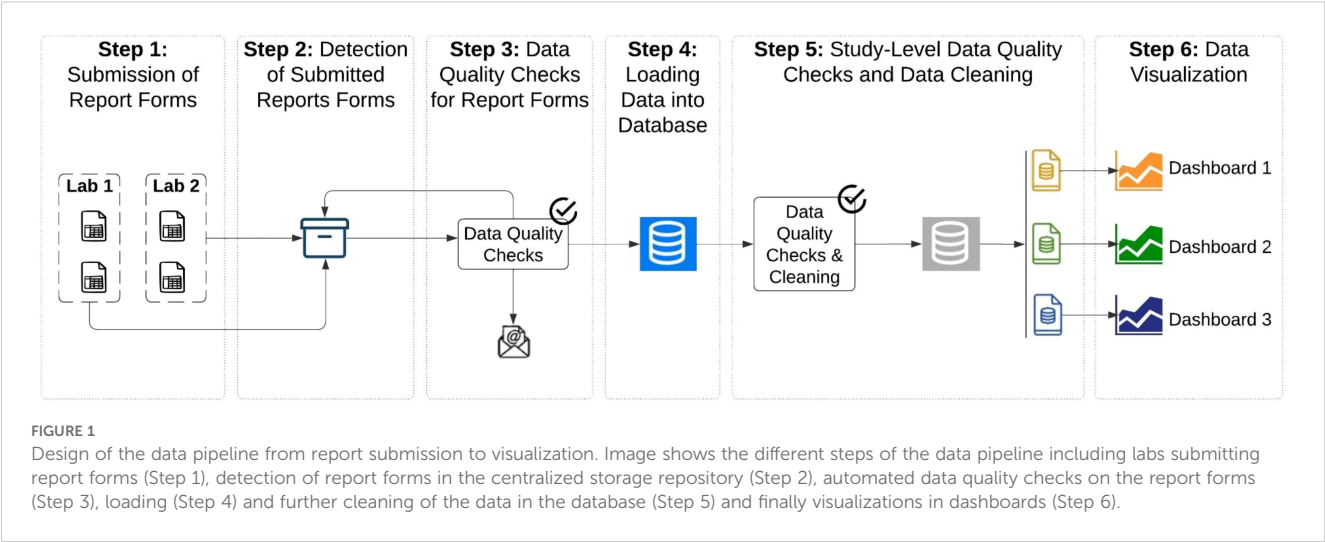 Step 1:
Submission of
Report Forms
Step 2: Detection
of Submitted
Reports Forms
Step 3: Data
Quality Checks
for Report Forms
Step 4:
Loading
Data into
Database
Step 5: Study-Level Data Quality
Checks and Data Cleaning
Step 6: Data
Visualization
Lab 1
Lab 2
Data Quality
Checks
@
Data
Quality
Checks &
Cleaning
Dashboard 1
Dashboard 2
Dashboard 3
FIGURE 1
Design of the data pipeline from report submission to visualization. Image shows the different steps of the data pipeline including labs submitting
report forms (Step 1), detection of report forms in the centralized storage repository (Step 2), automated data quality checks on the report forms
(Step 3), loading (Step 4) and further cleaning of the data in the database (Step 5) and finally visualizations in dashboards (Step 6).